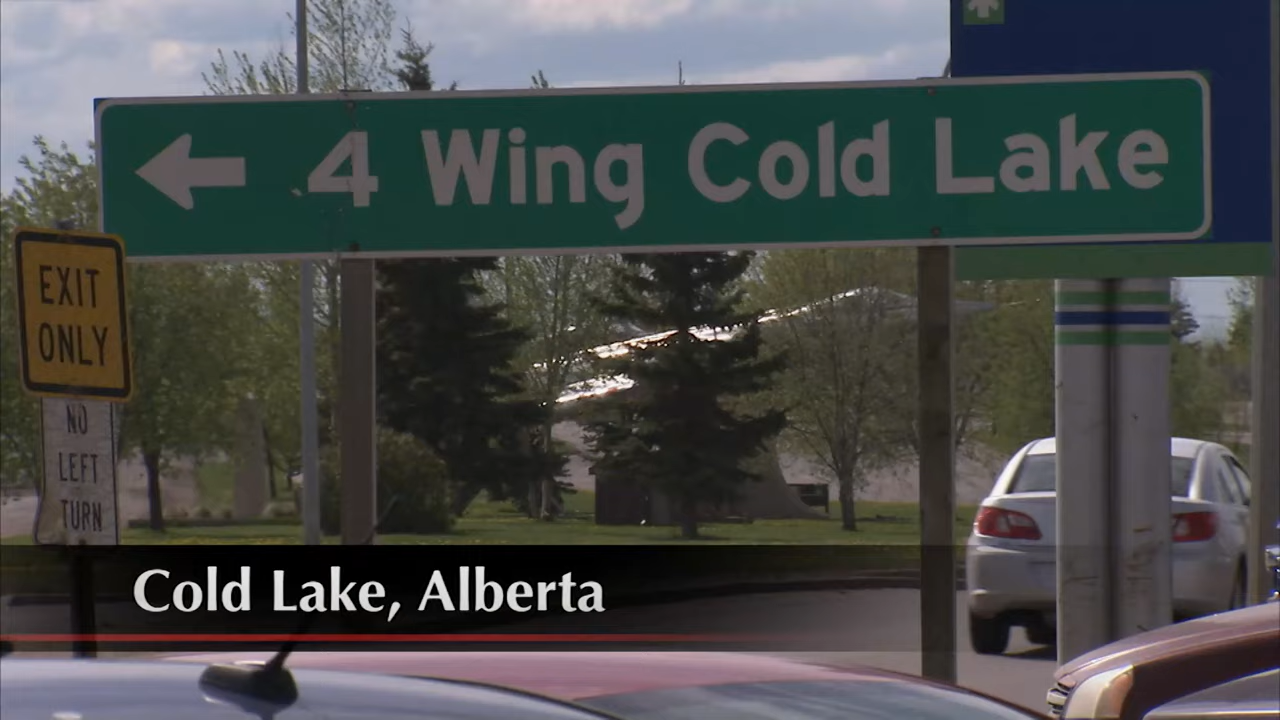 4 Wing Cold Lake
EXIT
ONLY
NO
LEFT
TURN
Cold Lake, Alberta